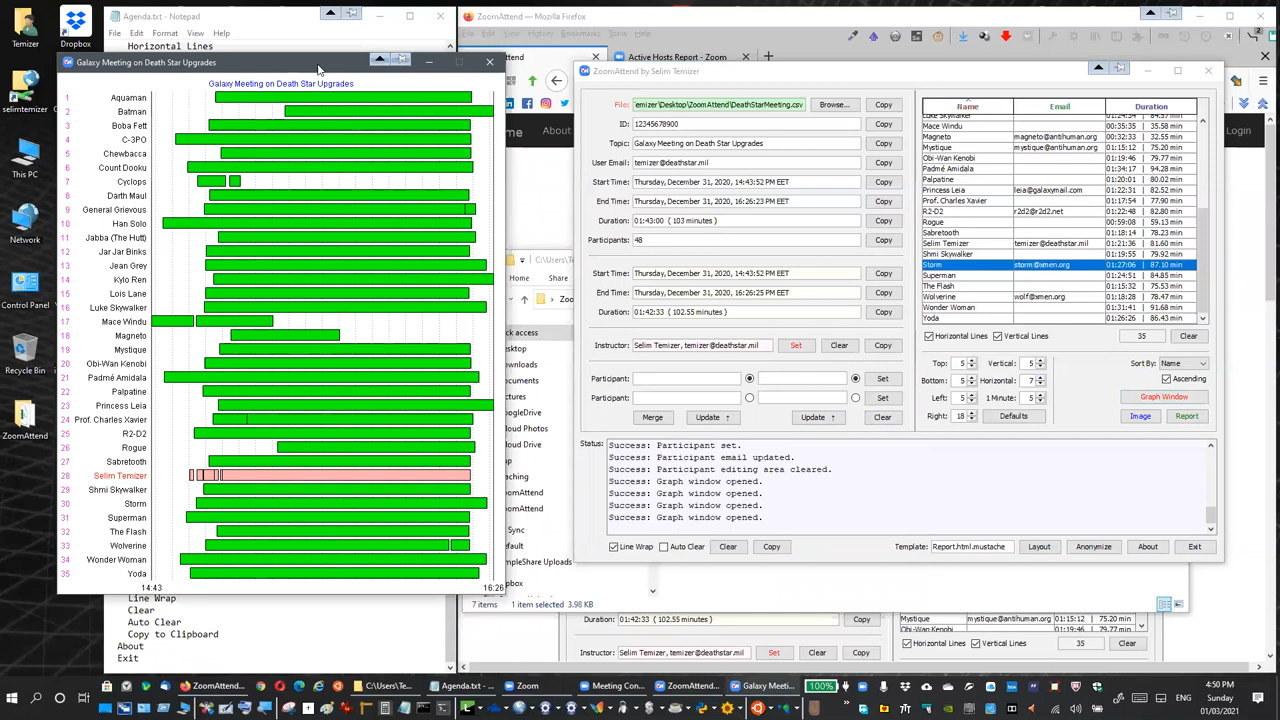 Temizer
Dropbox
selimtemizer
This PC
Network
Control Panel
Recycle Bin
ZoomAttend
Agenda.txt - Notepad
File Edit Format View Help
Horizontal Lines
Galaxy Meeting on Death Star Upgrades
Galaxy Meeting on Death Star Upgrades
1 Aquaman
2 Batman
3 Boba Fett
4 C-3PO
5 Chewbacca
6 Count Dooku
7 Cyclops
8 Darth Maul
9 General Grievous
10 Han Solo
11 Jabba (The Hutt)
12 Jar Jar Binks
13 Jean Grey
14 Kylo Ren
15 Lois Lane
16 Luke Skywalker
17 Mace Windu
18 Magneto
19 Mystique
20 Obi-Wan Kenobi
21 Padmé Amidala
22 Palpatine
23 Princess Leia
24 Prof. Charles Xavier
25 R2-D2
26 Rogue
27 Sabretooth
28 Selim Temizer
29 Shmi Skywalker
30 Storm
31 Superman
32 The Flash
33 Wolverine
34 Wonder Woman
35 Yoda
14:43 16:26
Line Wrap
Clear
Auto Clear
Copy to Clipboard
About
Exit
ZoomAttend — Mozilla Firefox
File Edit View History Bookmarks Tools Help
Active Hosts Report - Zoom
About
Login
ZoomAttend by Selim Temizer
File: emizer\Desktop\ZoomAttend\DeathStarMeeting.csv Browse... Copy
ID: 12345678900 Copy
Topic: Galaxy Meeting on Death Star Upgrades Copy
User Email: temizer@deathstar.mil Copy
Start Time: Thursday, December 31, 2020, 14:43:52 PM EET Copy
End Time: Thursday, December 31, 2020, 16:26:23 PM EET Copy
Duration: 01:43:00 ( 103 minutes ) Copy
Participants: 48 Copy
Start Time: Thursday, December 31, 2020, 14:43:52 PM EET Copy
End Time: Thursday, December 31, 2020, 16:26:25 PM EET Copy
Duration: 01:42:33 ( 102.55 minutes ) Copy
Instructor: Selim Temizer, temizer@deathstar.mil Set Clear Copy
Participant: Set
Participant: Set
Merge Update ↑ Update ↑ Clear
Status: Success: Participant set.
Success: Participant email updated.
Success: Participant editing area cleared.
Success: Graph window opened.
Success: Graph window opened.
Success: Graph window opened.
Success: Graph window opened.
Line Wrap Auto Clear Clear Copy Template: Report.html.mustache Layout Anonymize About Exit
Name Email Duration
Luke Skywalker
Mace Windu 00:35:35 | 35.58 min
Magneto magneto@antihuman.org 00:32:33 | 32.55 min
Mystique mystique@antihuman.org 01:15:12 | 75.20 min
Obi-Wan Kenobi 01:19:46 | 79.77 min
Padmé Amidala 01:34:17 | 94.28 min
Palpatine 01:20:01 | 80.02 min
Princess Leia leia@galaxymail.com 01:22:31 | 82.52 min
Prof. Charles Xavier 01:17:54 | 77.90 min
R2-D2 r2d2@r2d2.net 01:22:48 | 82.80 min
Rogue 00:59:08 | 59.13 min
Sabretooth 01:18:14 | 78.23 min
Selim Temizer temizer@deathstar.mil 01:21:36 | 81.60 min
Shmi Skywalker 01:19:55 | 79.92 min
Storm storm@xmen.org 01:27:06 | 87.10 min
Superman 01:24:51 | 84.85 min
The Flash 01:15:32 | 75.53 min
Wolverine wolf@xmen.org 01:18:28 | 78.47 min
Wonder Woman 01:31:41 | 91.68 min
Yoda 01:26:26 | 86.43 min
Horizontal Lines Vertical Lines 35 Clear
Top: 5 Vertical: 5 Sort By: Name
Bottom: 5 Horizontal: 7 Ascending
Left: 5 1 Minute: 5 Graph Window
Right: 18 Defaults Image Report
Home Share
Documents
GoogleDrive
ZoomAttend
ZoomAttend
7 items 1 item selected 3.98 KB
Duration: 01:42:33 ( 102.55 minutes ) Copy
Instructor: Selim Temizer, temizer@deathstar.mil Set Clear Copy
Mystique mystique@antihuman.org 01:15:12 | 75.20 min
Obi-Wan Kenobi 01:19:46 | 79.77 min
Horizontal Lines Vertical Lines 35 Clear
ZoomAttend — ... C:\Users\Te... Agenda.txt - ... Zoom Meeting Con... ZoomAttend ... Galaxy Meeti... 100%
ENG
4:50 PM
Sunday
01/03/2021